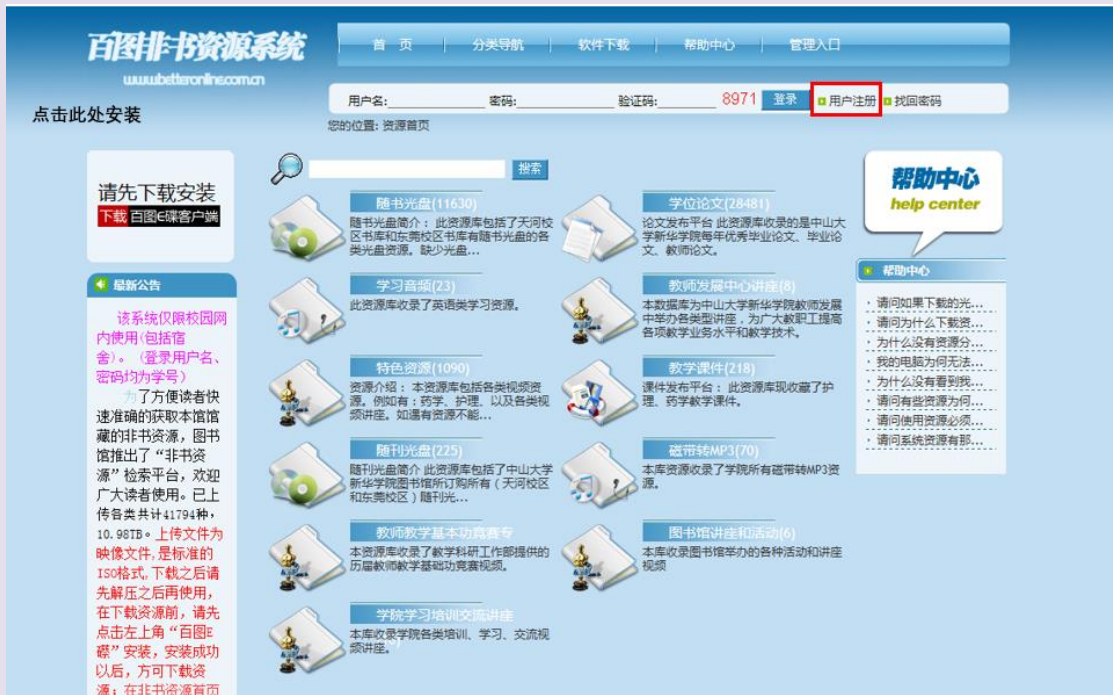 百图非书资源系统
www.betteronline.com.cn
首 页 分类导航 软件下载 帮助中心 管理入口
用户名: 密码: 验证码: 8971 登录 用户注册 找回密码
点击此处安装
您的位置: 资源首页
请先下载安装
下载 百图E碟客户端
最新公告
该系统仅限校园网
内使用(包括宿
舍)。（登录用户名、
密码均为学号）
为了方便读者快
速准确的获取本馆馆
藏的非书资源，图书
馆推出了“非书资
源”检索平台，欢迎
广大读者使用。已上
传各类共计41794种，
10.98TB。上传文件为
映像文件,是标准的
ISO格式,下载之后请
先解压之后再使用，
在下载资源前，请先
点击左上角“百图E
碟”安装，安装成功
以后，方可下载资
源；在非书资源首页
搜索
随书光盘(11630)
随书光盘简介： 此资源库包括了天河校
区书库和东莞校区书库有随书光盘的各
类光盘资源。缺少光盘...
学位论文(28481)
论文发布平台 此资源库收录的是中山大
学新华学院每年优秀毕业论文、毕业论
文、教师论文。
学习音频(23)
此资源库收录了英语类学习资源。
教师发展中心讲座(8)
本数据库为中山大学新华学院教师发展
中举办各类型讲座，为广大教职工提高
各项教学业务水平和教学技术。
特色资源(1090)
资源介绍： 本资源库包括各类视频资
源。例如有：药学、护理、以及各类视
频讲座。如遇有资源不能...
教学课件(218)
课件发布平台： 此资源库现收藏了护
理、药学教学课件。
随刊光盘(225)
随刊光盘简介 此资源库包括了中山大学
新华学院图书馆所订购所有（天河校区
和东莞校区）随刊光...
磁带转MP3(70)
本库资源收录了学院所有磁带转MP3资
源。
教师教学基本功竞赛专
本资源库收录了教学科研工作部提供的
历届教师教学基础功竞赛视频。
图书馆讲座和活动(6)
本库收录图书馆举办的各种活动和讲座
视频
学院学习培训交流讲座
本库收录学院各类培训、学习、交流视
频讲座。
帮助中心
help center
帮助中心
· 请问如果下载的光...
· 请问为什么下载资...
· 为什么没有资源分...
· 我的电脑为何无法...
· 为什么没有看到我...
· 请问有些资源为何...
· 请问使用资源必须...
· 请问系统资源有那...